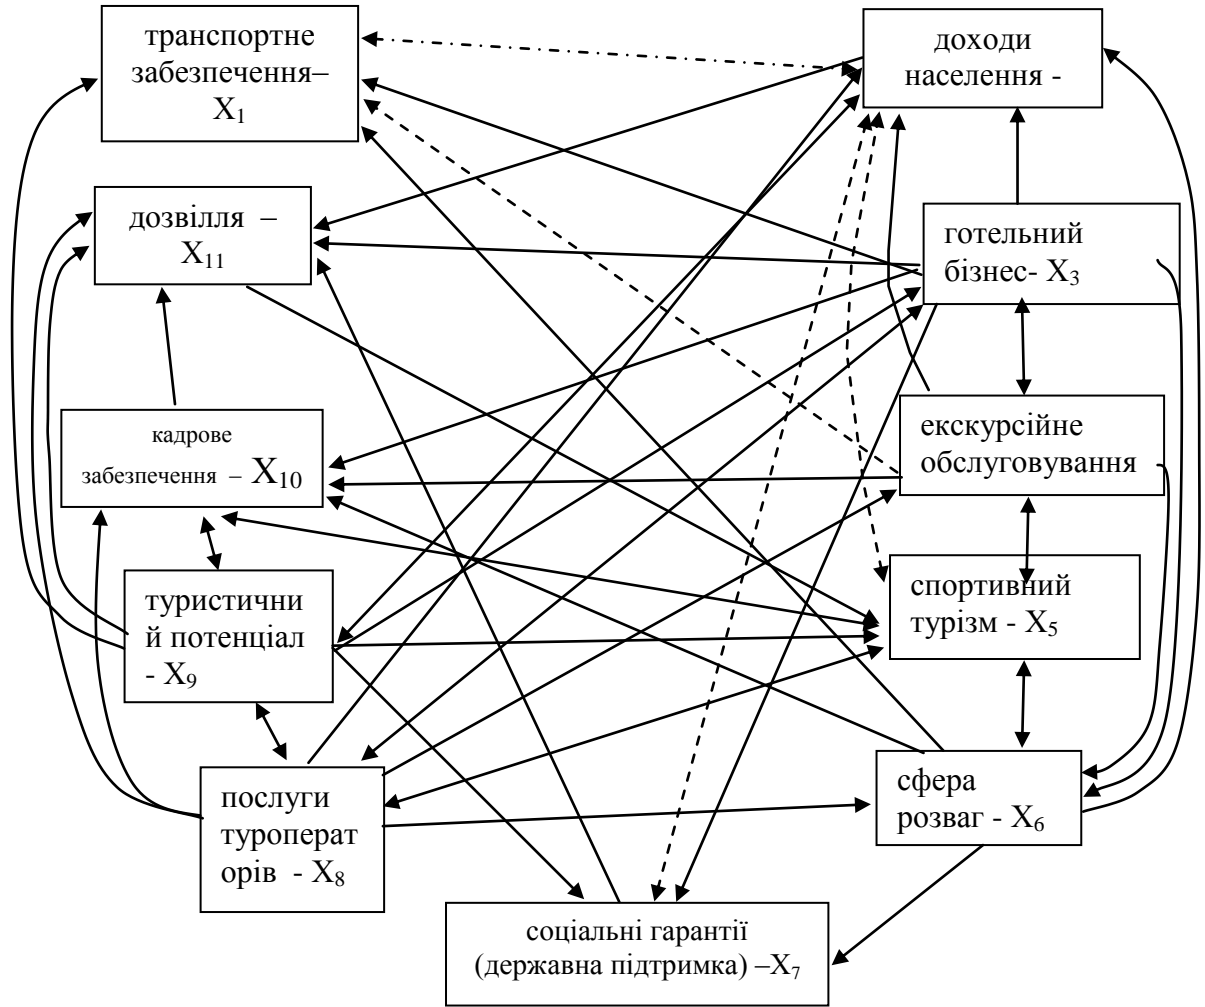 транспортне
забезпечення–
X1
доходи
населення -
дозвілля –
X11
готельний
бізнес- X3
кадрове
забезпечення – X10
екскурсійне
обслуговування
туристични
й потенціал
- X9
спортивний
турізм - X5
послуги
туроперат
орів - X8
сфера
розваг - X6
соціальні гарантії
(державна підтримка) –X7